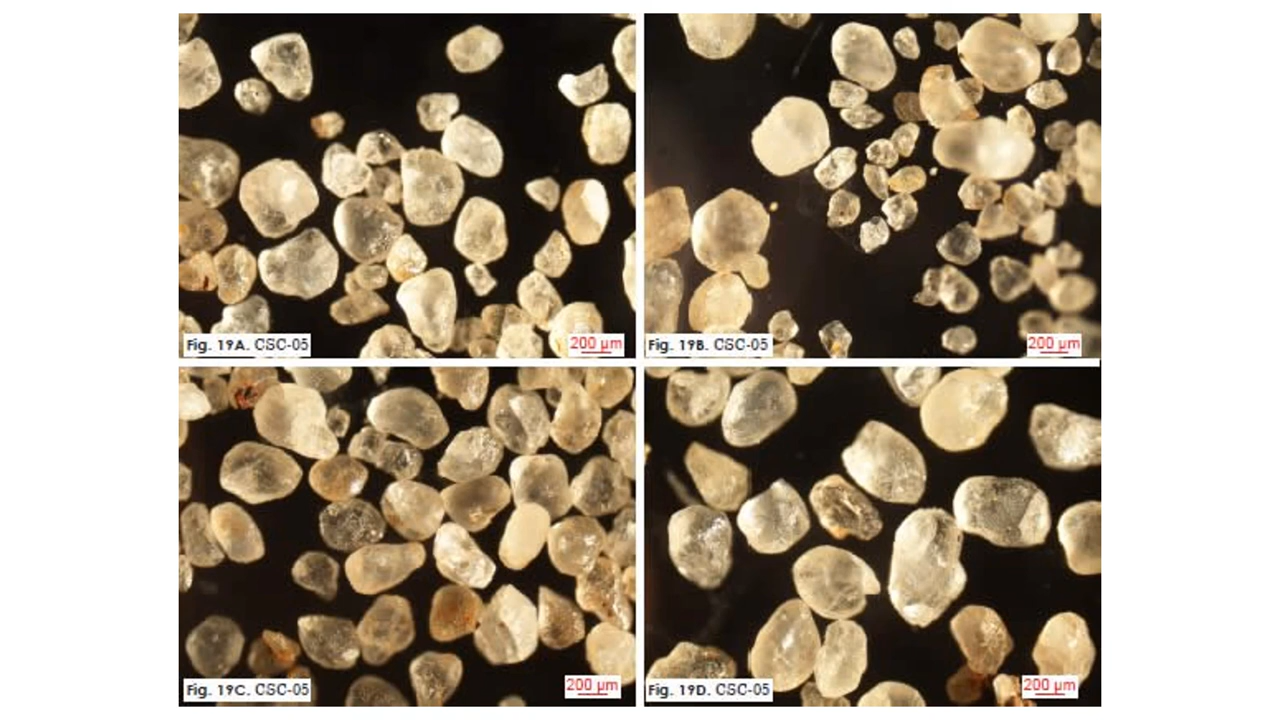 Fig. 19A. CSC-05
200 µm
Fig. 19B. CSC-05
200 µm
Fig. 19C. CSC-05
200 µm
Fig. 19D. CSC-05
200 µm